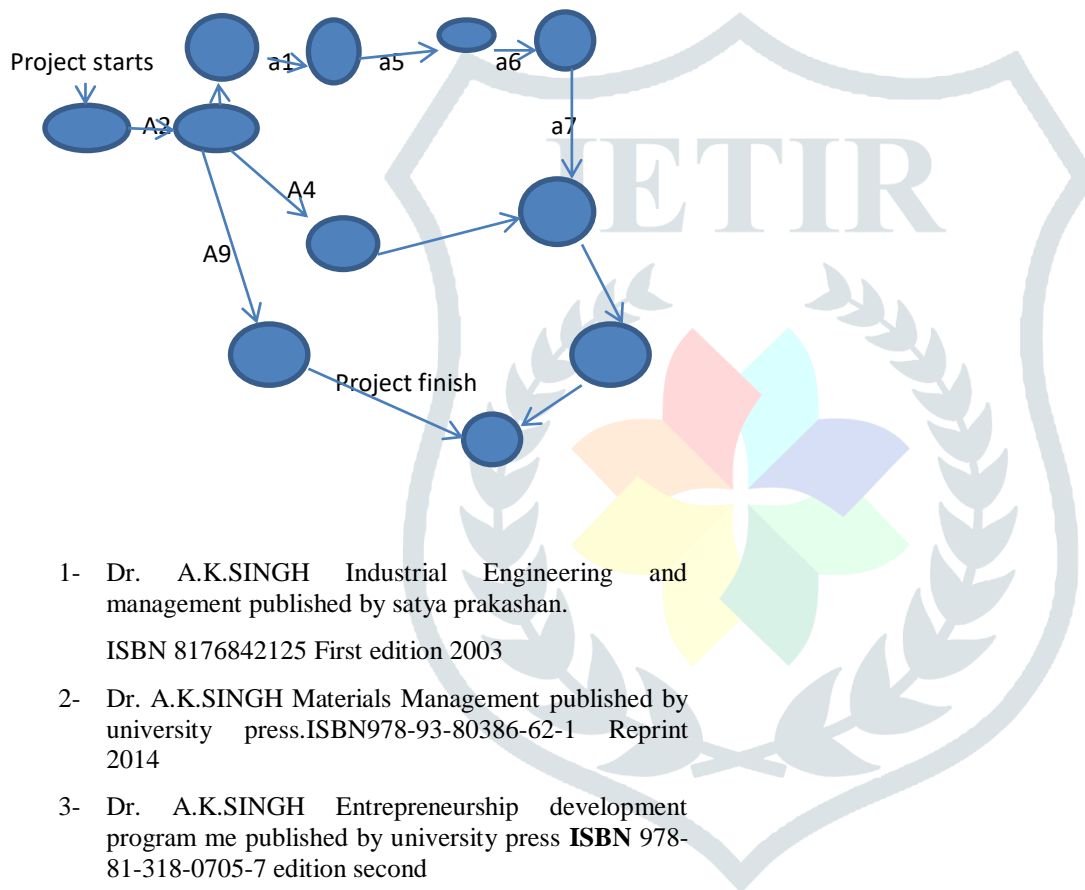 Project starts
a1
a5
a6
A2
a7
A4
A9
Project finish
JETIR
1- Dr. A.K.SINGH Industrial Engineering and
management published by satya prakashan.
ISBN 8176842125 First edition 2003
2- Dr. A.K.SINGH Materials Management published by
university press.ISBN978-93-80386-62-1 Reprint
2014
3- Dr. A.K.SINGH Entrepreneurship development
program me published by university press ISBN 978-
81-318-0705-7 edition second